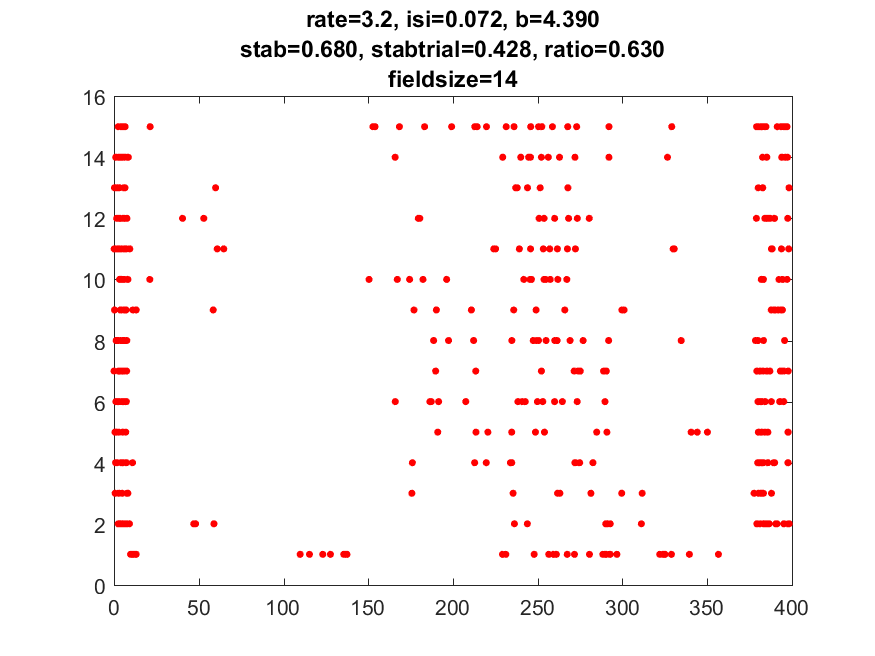 rate=3.2, isi=0.072, b=4.390
stab=0.680, stabtrial=0.428, ratio=0.630
fieldsize=14
16
14
12
10
8
6
4
2
0
0 50 100 150 200 250 300 350 400